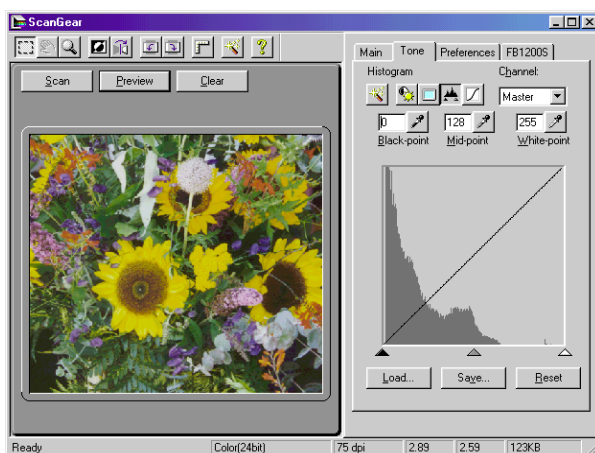 ScanGear
Main Tone Preferences FB1200S
Scan Preview Clear
Histogram Channel:
Master
0 128 255
Black-point Mid-point White-point
Load... Save... Reset
Ready Color(24bit) 75 dpi 2.89 2.59 123KB